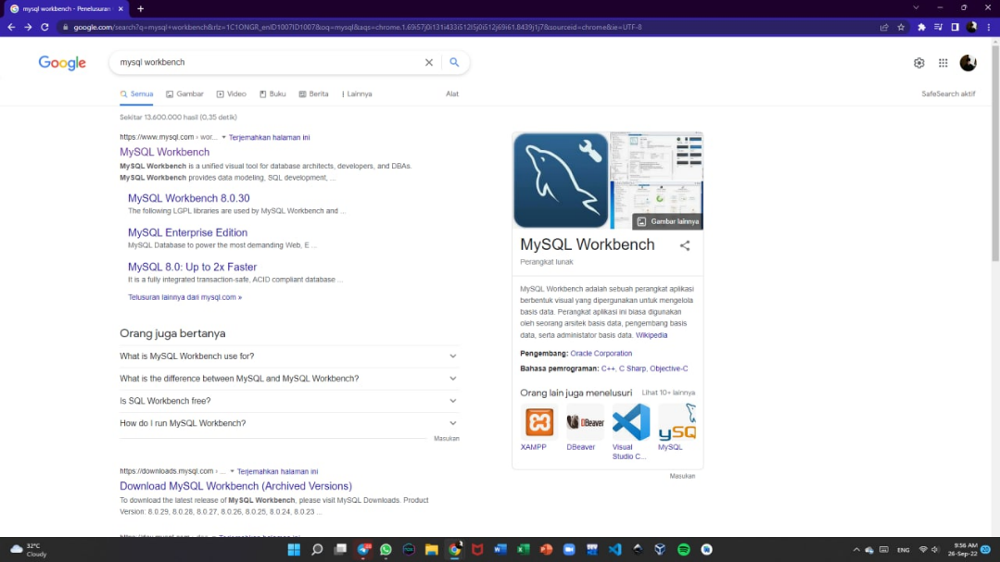 mysql workbench - Penelusuran
google.com/search?q=mysql+workbench&rlz=1C1ONGR_enID1007ID1007&oq=mysql&aqs=chrome.1.69i57j0i131i433i512l5j0i512j69i61.8439j1j7&sourceid=chrome&ie=UTF-8
Google
mysql workbench
Semua
Gambar
Video
Buku
Berita
Lainnya
Alat
SafeSearch aktif
Sekitar 13.600.000 hasil (0,35 detik)
https://www.mysql.com › wor... Terjemahkan halaman ini
MySQL Workbench
MySQL Workbench is a unified visual tool for database architects, developers, and DBAs.
MySQL Workbench provides data modeling, SQL development, ...
MySQL Workbench 8.0.30
The following LGPL libraries are used by MySQL Workbench and ...
MySQL Enterprise Edition
MySQL Database to power the most demanding Web, E ...
MySQL 8.0: Up to 2x Faster
It is a fully integrated transaction-safe, ACID compliant database ...
Telusuran lainnya dari mysql.com »
Orang juga bertanya
What is MySQL Workbench use for?
What is the difference between MySQL and MySQL Workbench?
Is SQL Workbench free?
How do I run MySQL Workbench?
Masukan
https://downloads.mysql.com › ... Terjemahkan halaman ini
Download MySQL Workbench (Archived Versions)
To download the latest release of MySQL Workbench, please visit MySQL Downloads. Product
Version: 8.0.29, 8.0.28, 8.0.27, 8.0.26, 8.0.25, 8.0.24, 8.0.23 ...
Gambar lainnya
MySQL Workbench
Perangkat lunak
MySQL Workbench adalah sebuah perangkat aplikasi
berbentuk visual yang dipergunakan untuk mengelola
basis data. Perangkat aplikasi ini biasa digunakan
oleh seorang arsitek basis data, pengembang basis
data, serta administator basis data. Wikipedia
Pengembang: Oracle Corporation
Bahasa pemrograman: C++, C Sharp, Objective-C
Orang lain juga menelusuri
Lihat 10+ lainnya
DBeaver
ySQ
XAMPP
DBeaver
Visual
Studio C...
MySQL
Masukan
32°C
Cloudy
ENG
9:56 AM
26-Sep-22